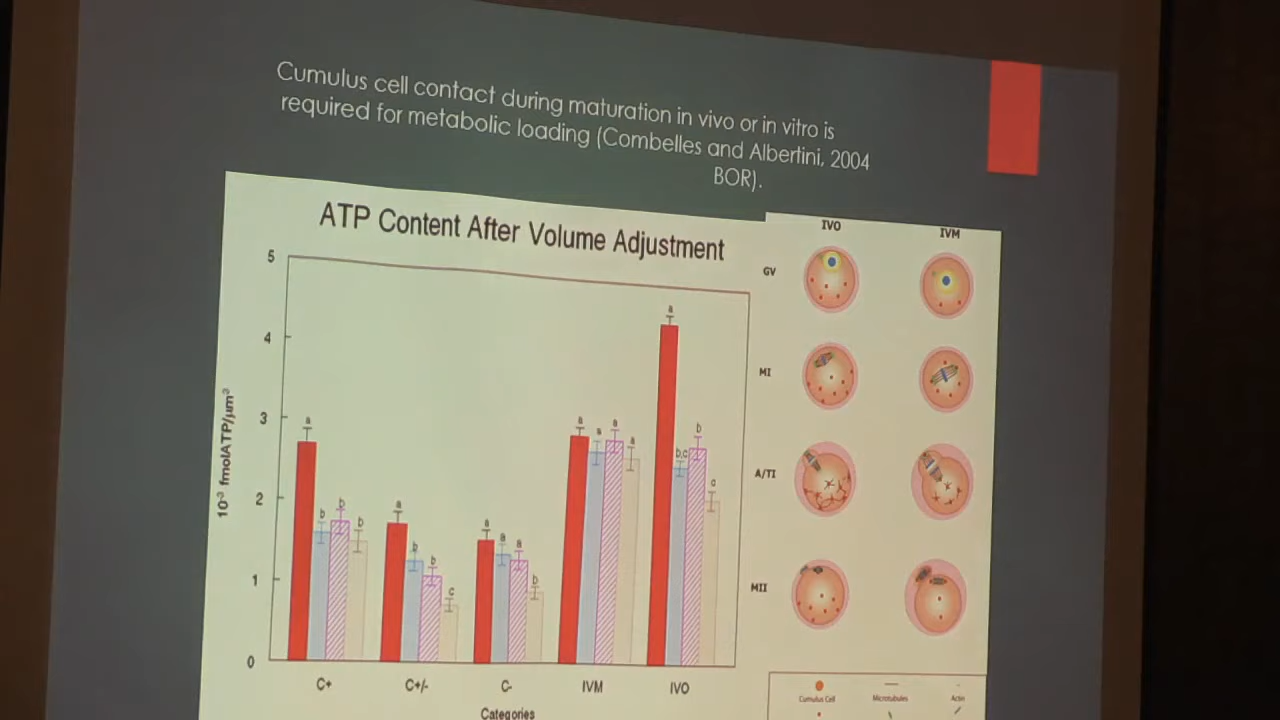 Cumulus cell contact during maturation in vivo or in vitro is
required for metabolic loading (Combelles and Albertini, 2004
BOR).
ATP Content After Volume Adjustment
10⁻³ fmolATP/µm³
5
4
3
2
1
0
a
b
b
b
a
b
b
c
a
a
a
b
a
a
a
a
a
b,c
b
c
C+
C+/-
C-
IVM
IVO
Categories
IVO
IVM
GV
MI
A/TI
MII
Cumulus Cell
Microtubules
Actin